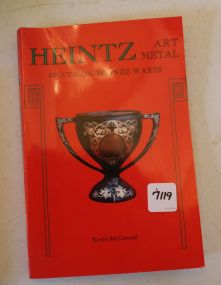 HEINTZ ART
METAL
SILVER-ON-BRONZE WARES
7119
Kevin McConnell